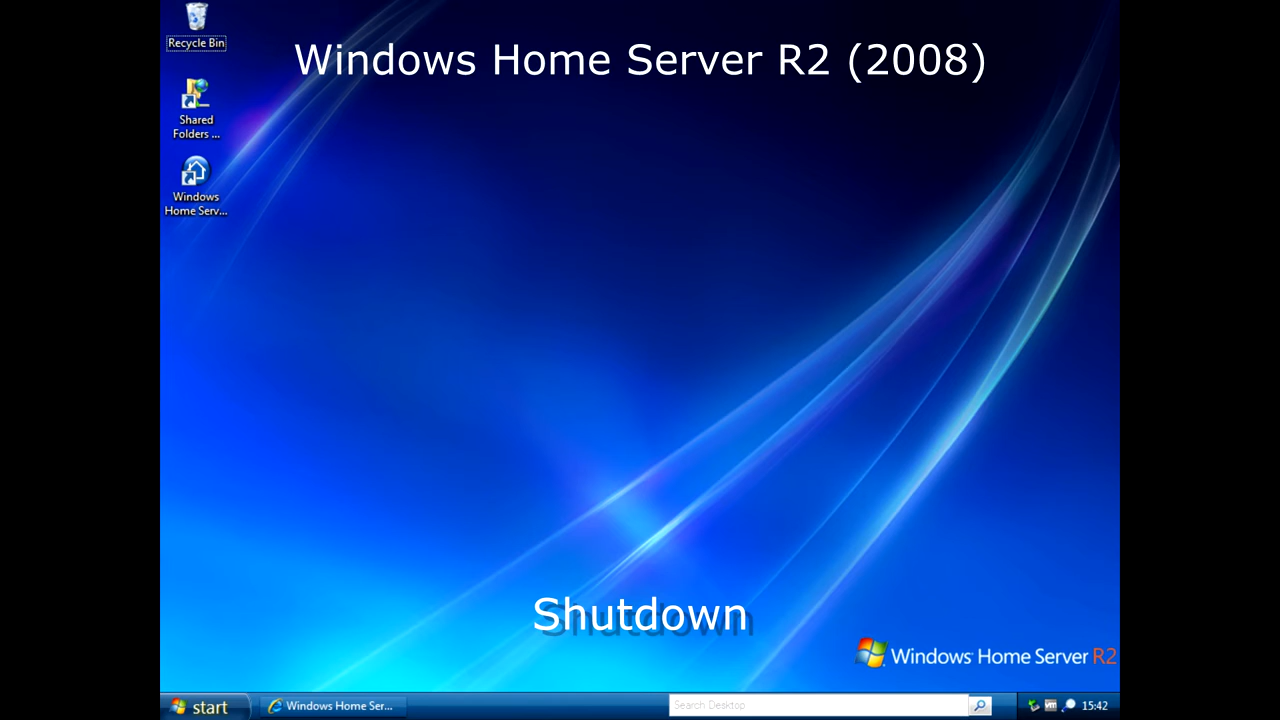 Recycle Bin
Windows Home Server R2 (2008)
Shared
Folders ...
Windows
Home Serv...
Shutdown
Windows Home Server R2
start
Windows Home Ser...
Search Desktop
vm
15:42